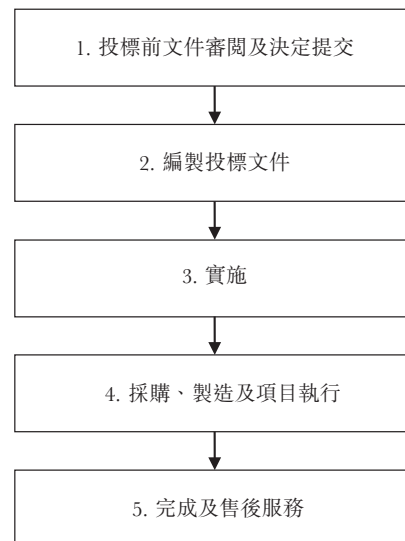 1. 投標前文件審閲及決定提交
2. 編製投標文件
3. 實施
4. 採購、製造及項目執行
5. 完成及售後服務